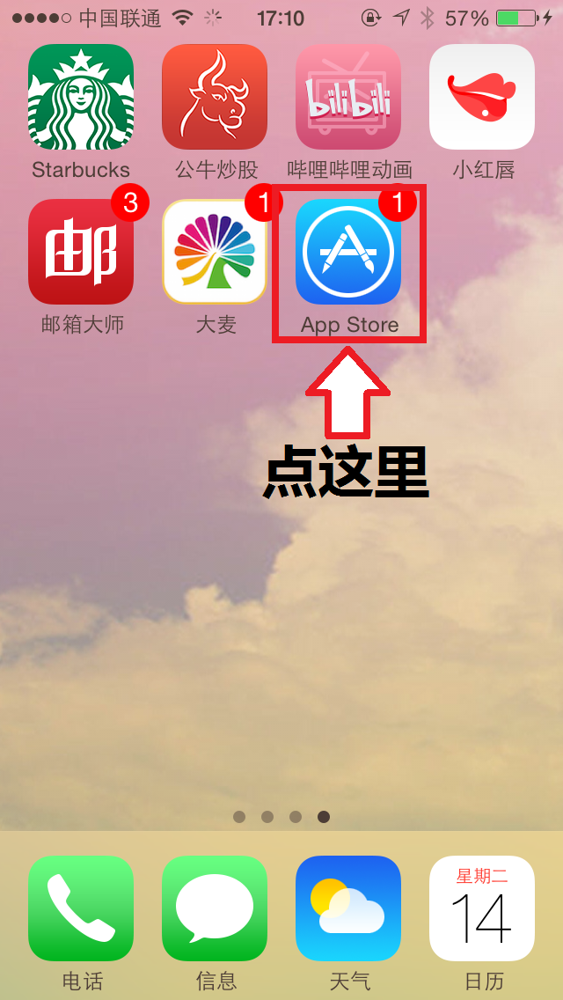 中国联通 17:10 57%
bilibili
Starbucks 公牛炒股 哔哩哔哩动画 小红唇
3 1 1
邮
邮箱大师 大麦 App Store
点这里
星期二
14
电话 信息 天气 日历